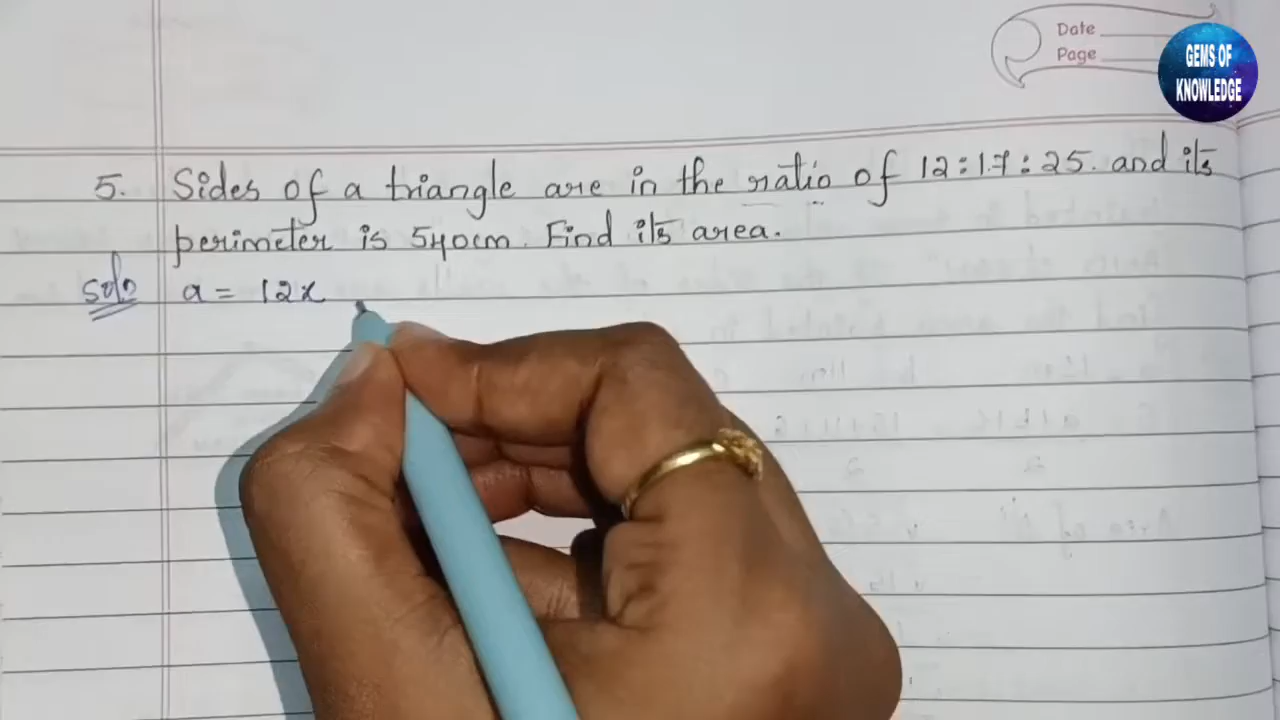 Date
Page
GEMS OF
KNOWLEDGE
5. Sides of a triangle are in the ratio of 12:17:25. and its
perimeter is 540cm. Find its area.
Soln a = 12x